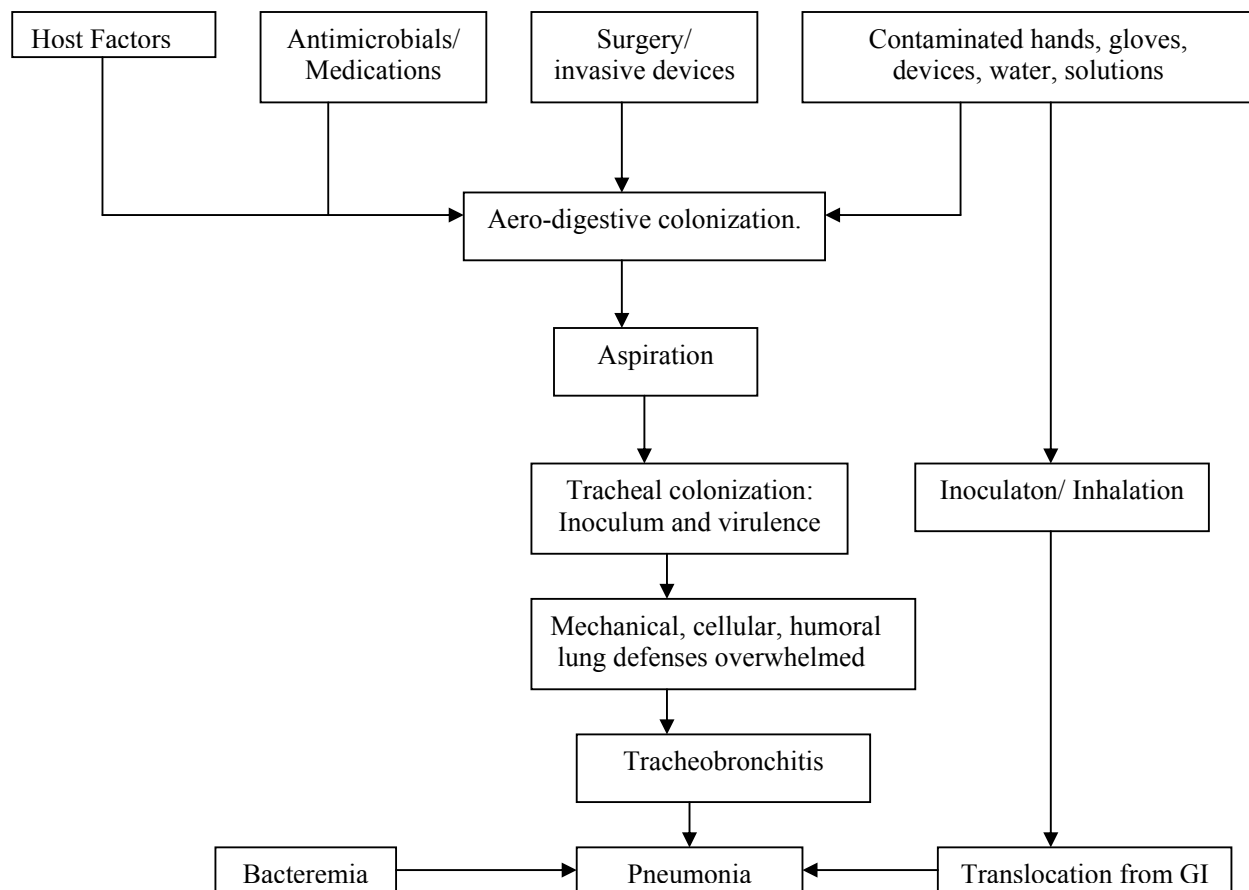 Host Factors
Antimicrobials/
Medications
Surgery/
invasive devices
Contaminated hands, gloves,
devices, water, solutions
Aero-digestive colonization.
Aspiration
Tracheal colonization:
Inoculum and virulence
Inoculaton/ Inhalation
Mechanical, cellular, humoral
lung defenses overwhelmed
Tracheobronchitis
Bacteremia
Pneumonia
Translocation from GI